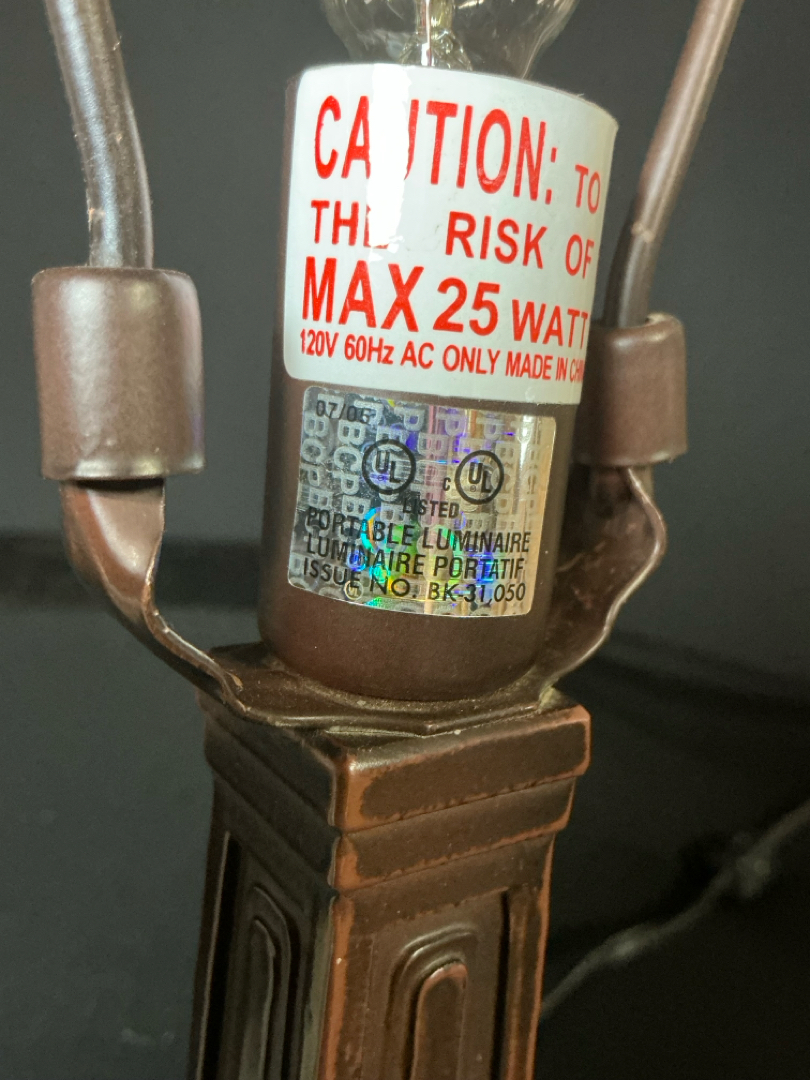 CAUTION: TO
THE RISK OF
MAX 25 WATT
120V 60Hz AC ONLY MADE IN
07/06
UL C UL
LISTED
PORTABLE LUMINAIRE
LUMINAIRE PORTATIF
ISSUE NO. BK-31,050